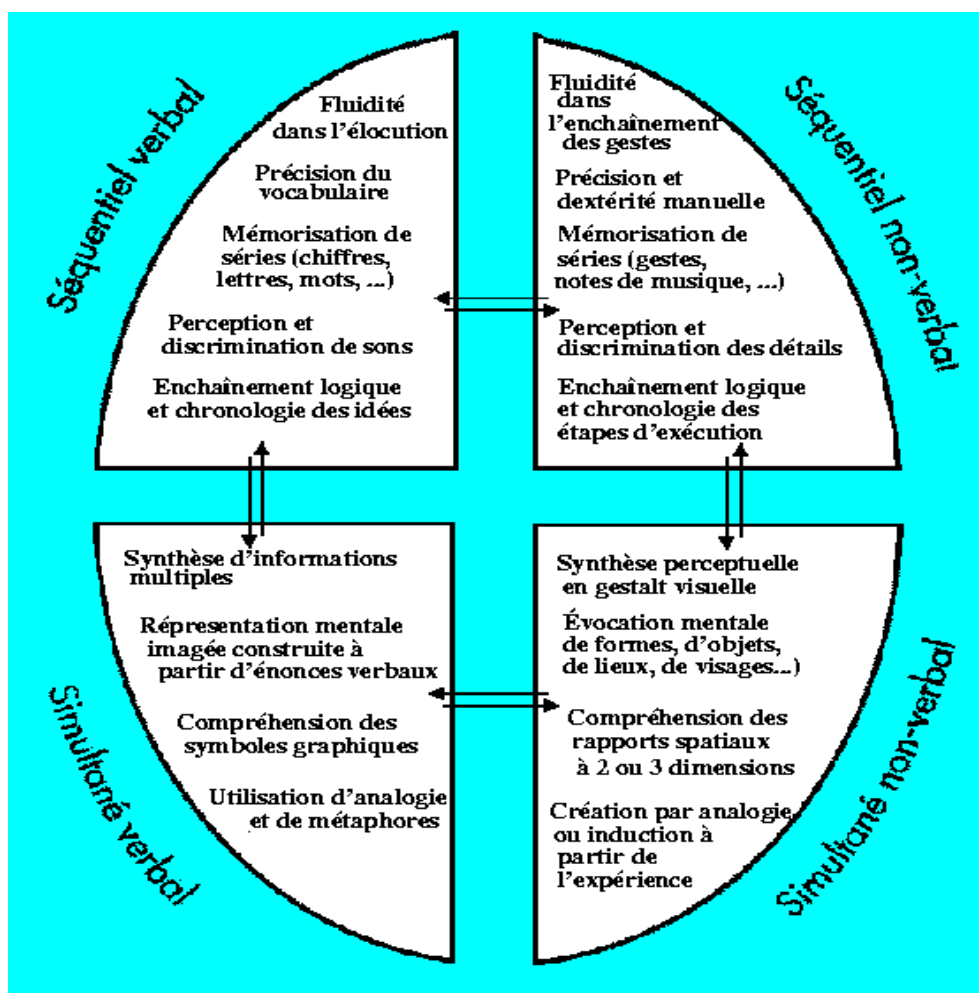 Séquentiel verbal
Fluidité
dans l'élocution
Précision du
vocabulaire
Mémorisation de
séries (chiffres,
lettres, mots, ...)
Perception et
discrimination de sons
Enchaînement logique
et chronologie des idées
Séquentiel non-verbal
Fluidité
dans
l'enchaînement
des gestes
Précision et
dextérité manuelle
Mémorisation de
séries (gestes,
notes de musique, ...)
Perception et
discrimination des détails
Enchaînement logique
et chronologie des
étapes d'exécution
Simultané verbal
Synthèse d'informations
multiples
Répresentation mentale
imagée construite à
partir d'énonces verbaux
Compréhension des
symboles graphiques
Utilisation d'analogie
et de métaphores
Simultané non-verbal
Synthèse perceptuelle
en gestalt visuelle
Évocation mentale
de formes, d'objets,
de lieux, de visages...)
Compréhension des
rapports spatiaux
à 2 ou 3 dimensions
Création par analogie
ou induction à
partir de
l'expérience